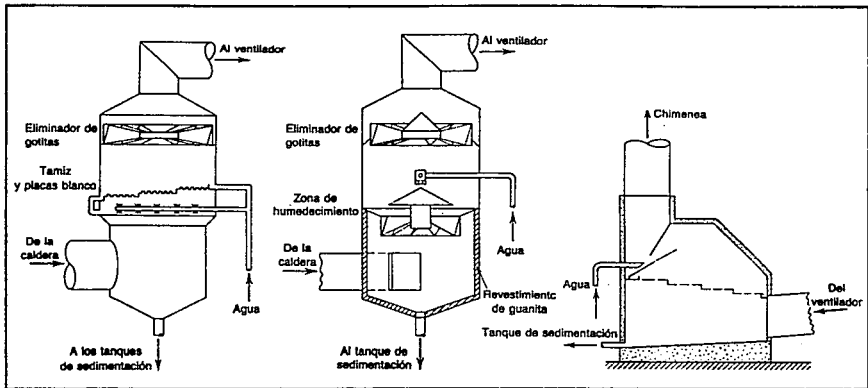 Al ventilador
Eliminador de
gotitas
Tamiz
y placas blanco
De la
caldera
Agua
A los tanques
de sedimentación
Al ventilador
Eliminador de
gotitas
Zona de
humedecimiento
De la
caldera
Agua
Revestimiento
de guanita
Al tanque de
sedimentación
Chimenea
Agua
Tanque de sedimentación
Del
ventilador